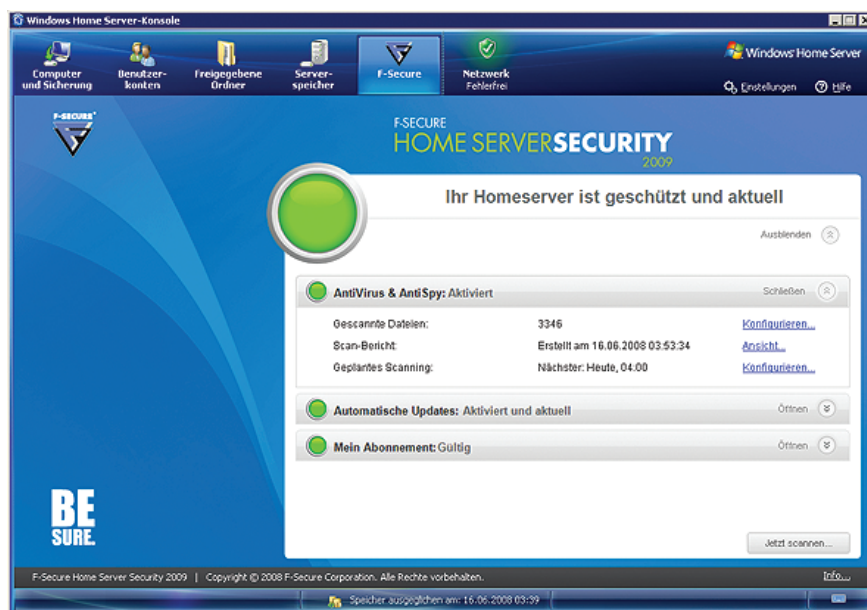 Windows Home Server-Konsole
Computer und Sicherung
Benutzer-konten
Freigegebene Ordner
Server-speicher
F-Secure
Netzwerk Fehlerfrei
Windows Home Server
Einstellungen Hilfe
F-SECURE
F-SECURE
HOME SERVER SECURITY
2009
Ihr Homeserver ist geschützt und aktuell
Ausblenden
AntiVirus & AntiSpy: Aktiviert Schließen
Gescannte Dateien: 3346 Konfigurieren...
Scan-Bericht: Erstellt am 16.06.2008 03:53:34 Ansicht...
Geplantes Scanning: Nächster: Heute, 04:00 Konfigurieren...
Automatische Updates: Aktiviert und aktuell Öffnen
Mein Abonnement: Gültig Öffnen
BE
SURE.
Jetzt scannen...
F-Secure Home Server Security 2009 | Copyright © 2008 F-Secure Corporation. Alle Rechte vorbehalten. Info...
Speicher ausgeglichen am: 16.06.2008 03:39